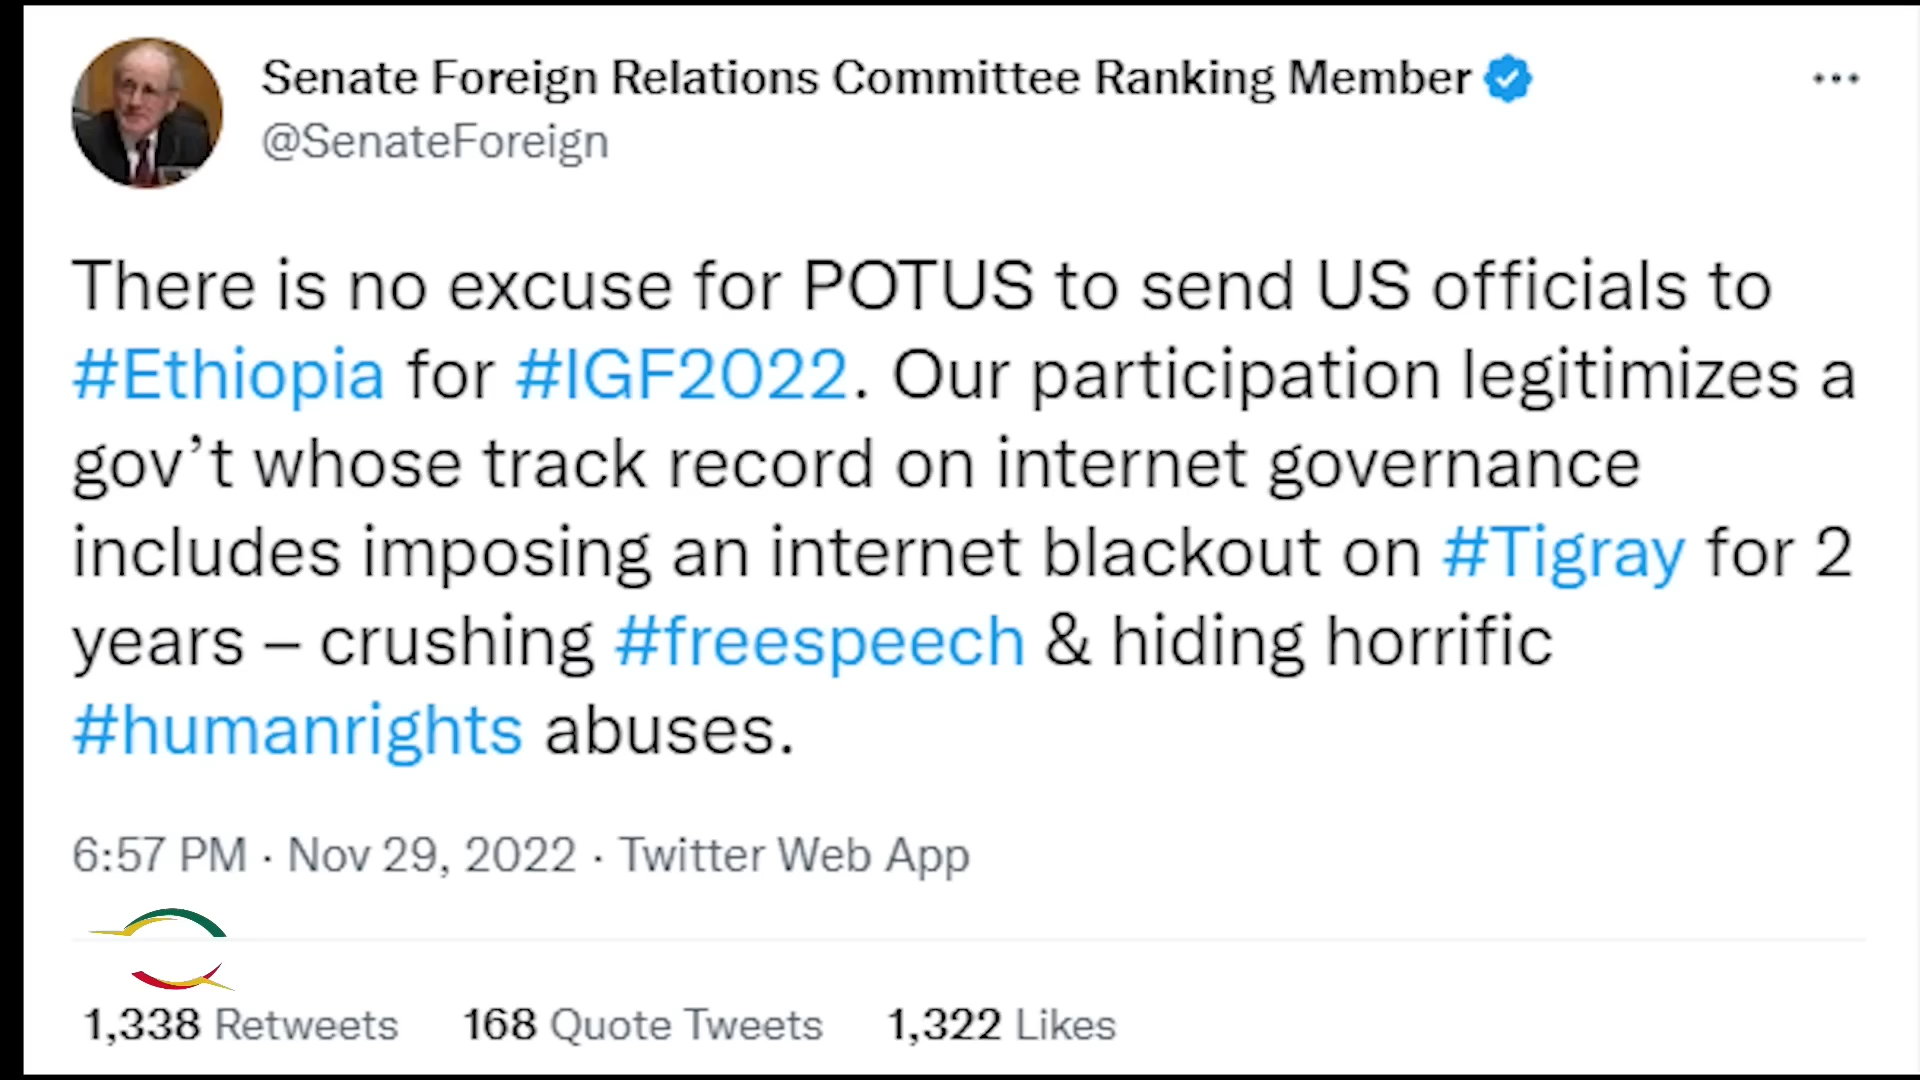 Senate Foreign Relations Committee Ranking Member
@SenateForeign
There is no excuse for POTUS to send US officials to
#Ethiopia for #IGF2022. Our participation legitimizes a
gov’t whose track record on internet governance
includes imposing an internet blackout on #Tigray for 2
years – crushing #freespeech & hiding horrific
#humanrights abuses.
6:57 PM · Nov 29, 2022 · Twitter Web App
1,338 Retweets 168 Quote Tweets 1,322 Likes